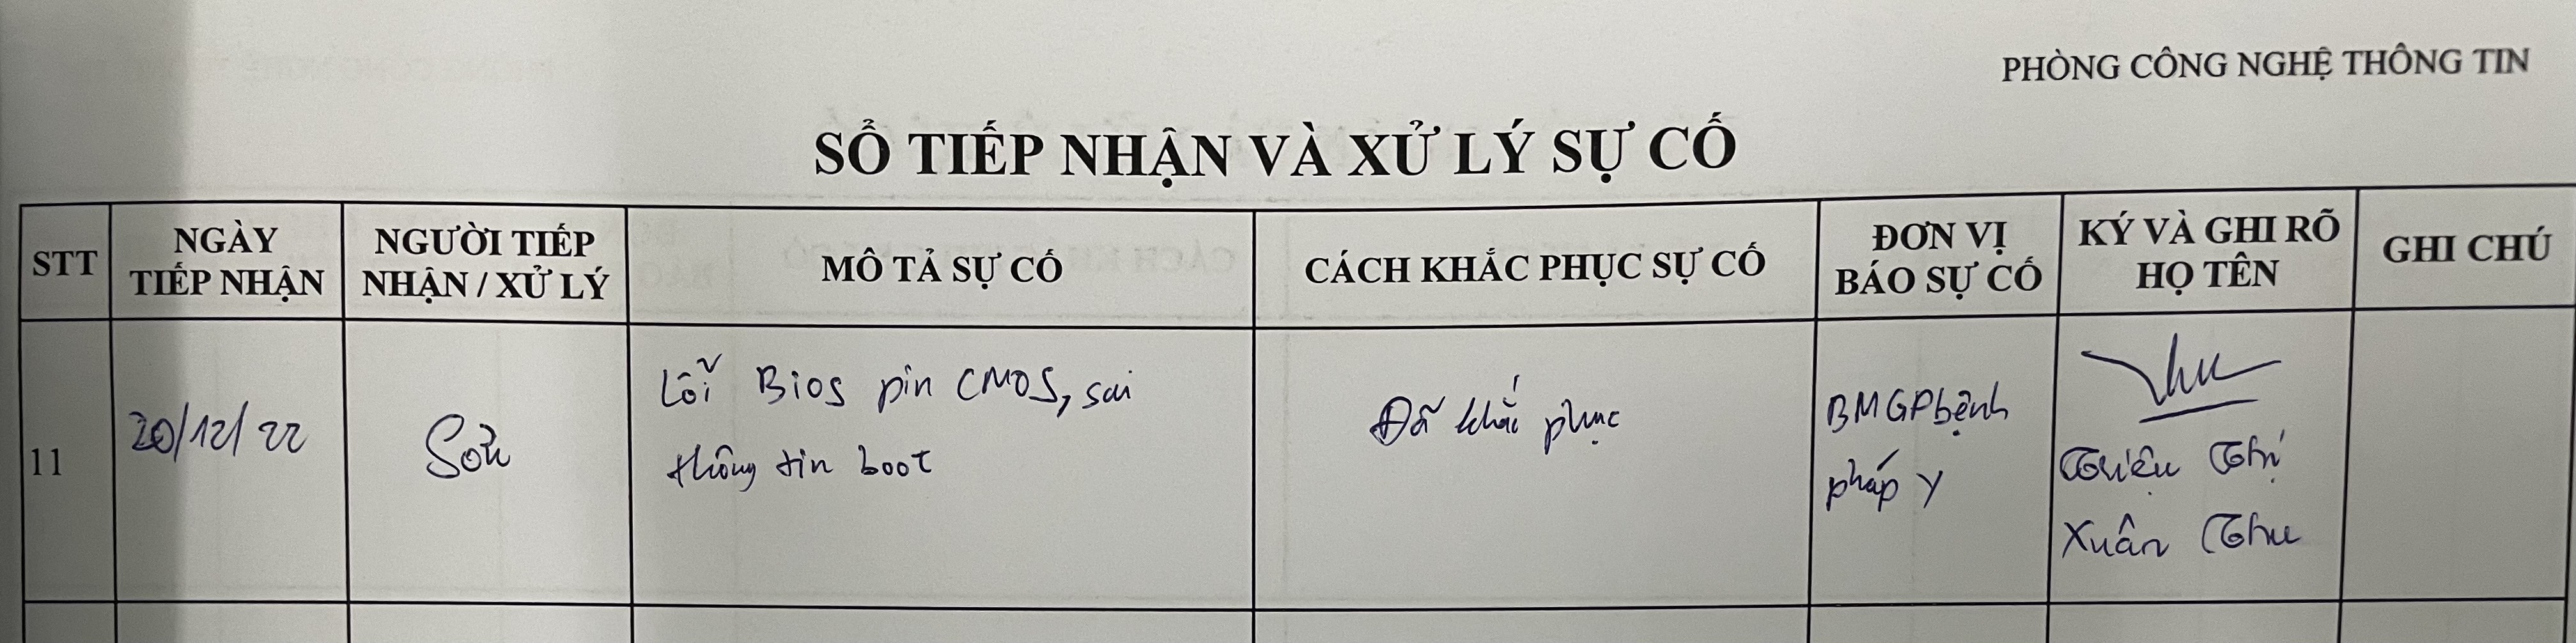 PHÒNG CÔNG NGHỆ THÔNG TIN
SỔ TIẾP NHẬN VÀ XỬ LÝ SỰ CỐ
STT
NGÀY
TIẾP NHẬN
NGƯỜI TIẾP
NHẬN / XỬ LÝ
MÔ TẢ SỰ CỐ
CÁCH KHẮC PHỤC SỰ CỐ
ĐƠN VỊ
BÁO SỰ CỐ
KÝ VÀ GHI RÕ
HỌ TÊN
GHI CHÚ
11
20/12/22
Lỗi Bios pin CMOS, sai
thông tin boot
Đã khắc phục
BMGPbệnh
pháp y
Thu
Triệu Thị
Xuân Thu